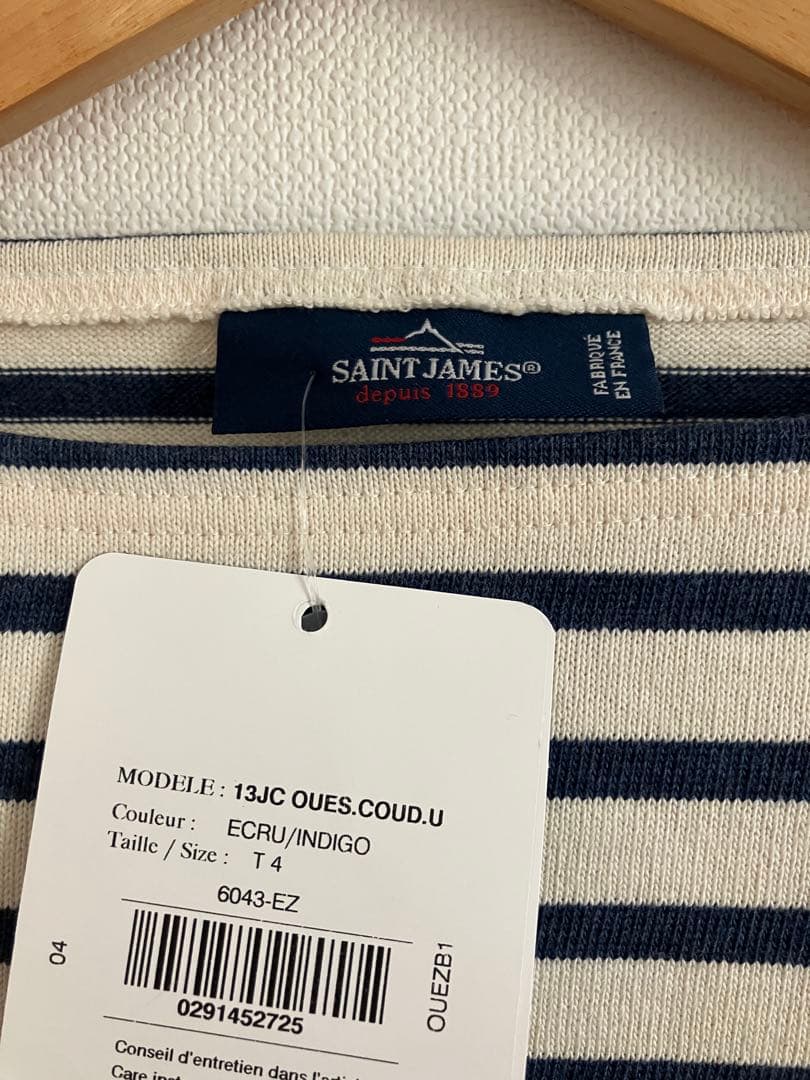 SAINT JAMES®
depuis 1889
FABRIQUÉ
EN FRANCE
MODELE : 13JC OUES.COUD.U
Couleur : ECRU/INDIGO
Taille / Size : T 4
6043-EZ
04
OUEZB1
0291452725
Conseil d'entretien dans
Care